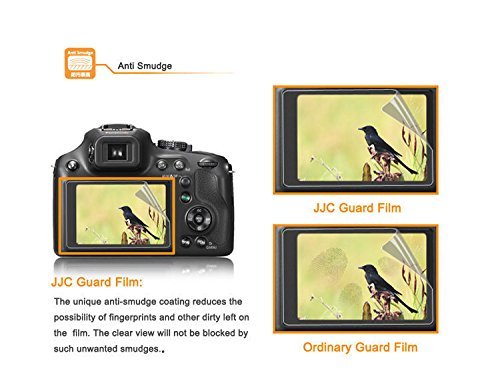 Anti Smudge
Anti Smudge
JJC Guard Film
JJC Guard Film:
The unique anti-smudge coating reduces the
possibility of fingerprints and other dirty left on
the film. The clear view will not be blocked by
such unwanted smudges..
Ordinary Guard Film